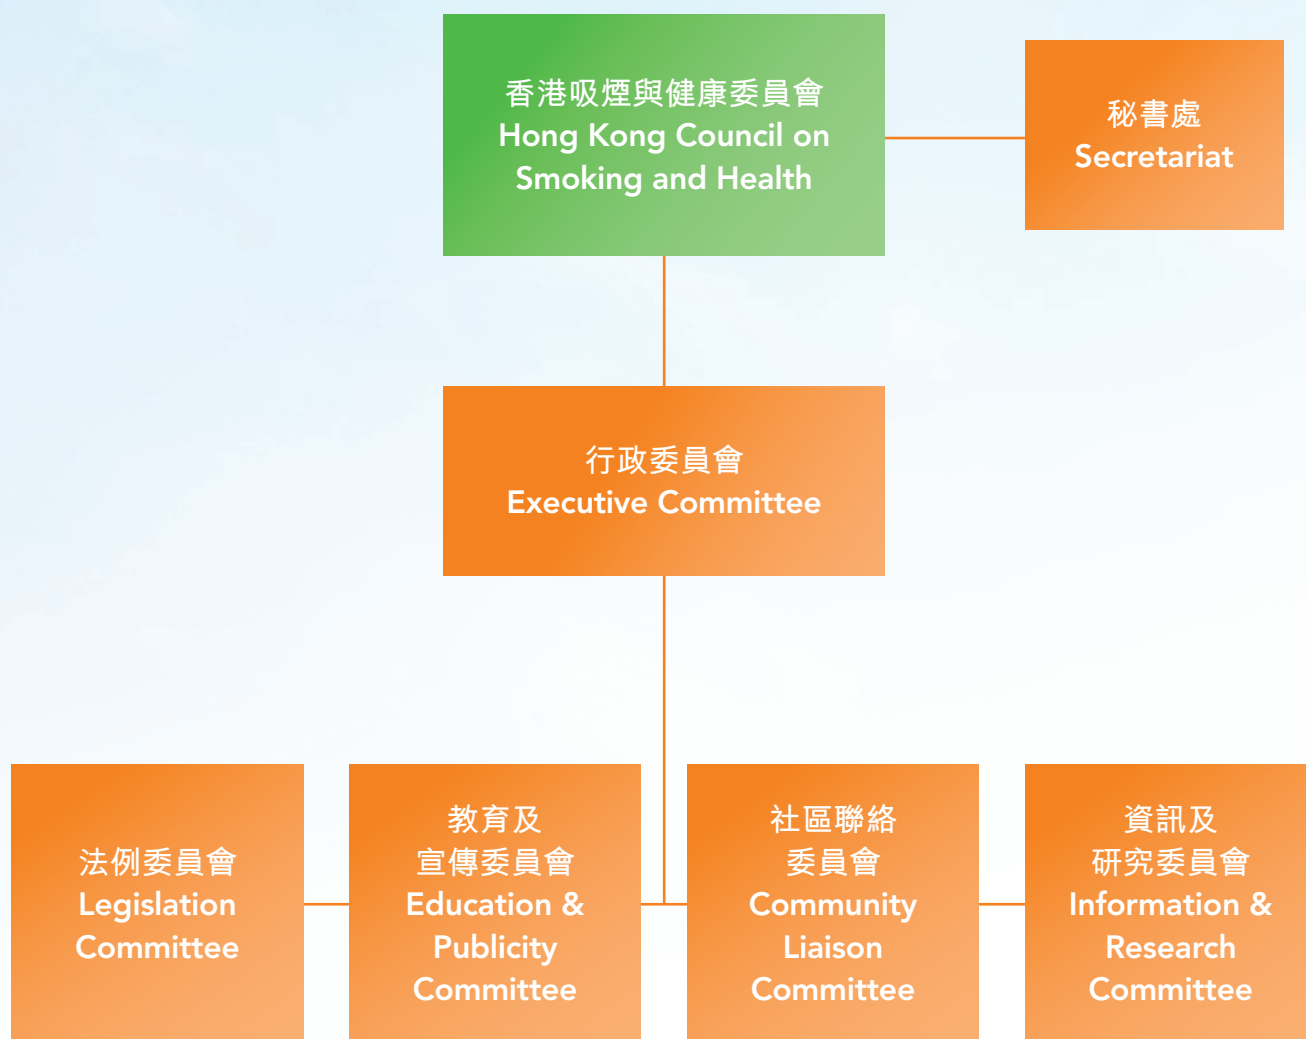 香港吸煙與健康委員會
Hong Kong Council on
Smoking and Health
秘書處
Secretariat
行政委員會
Executive Committee
法例委員會
Legislation
Committee
教育及
宣傳委員會
Education &
Publicity
Committee
社區聯絡
委員會
Community
Liaison
Committee
資訊及
研究委員會
Information &
Research
Committee